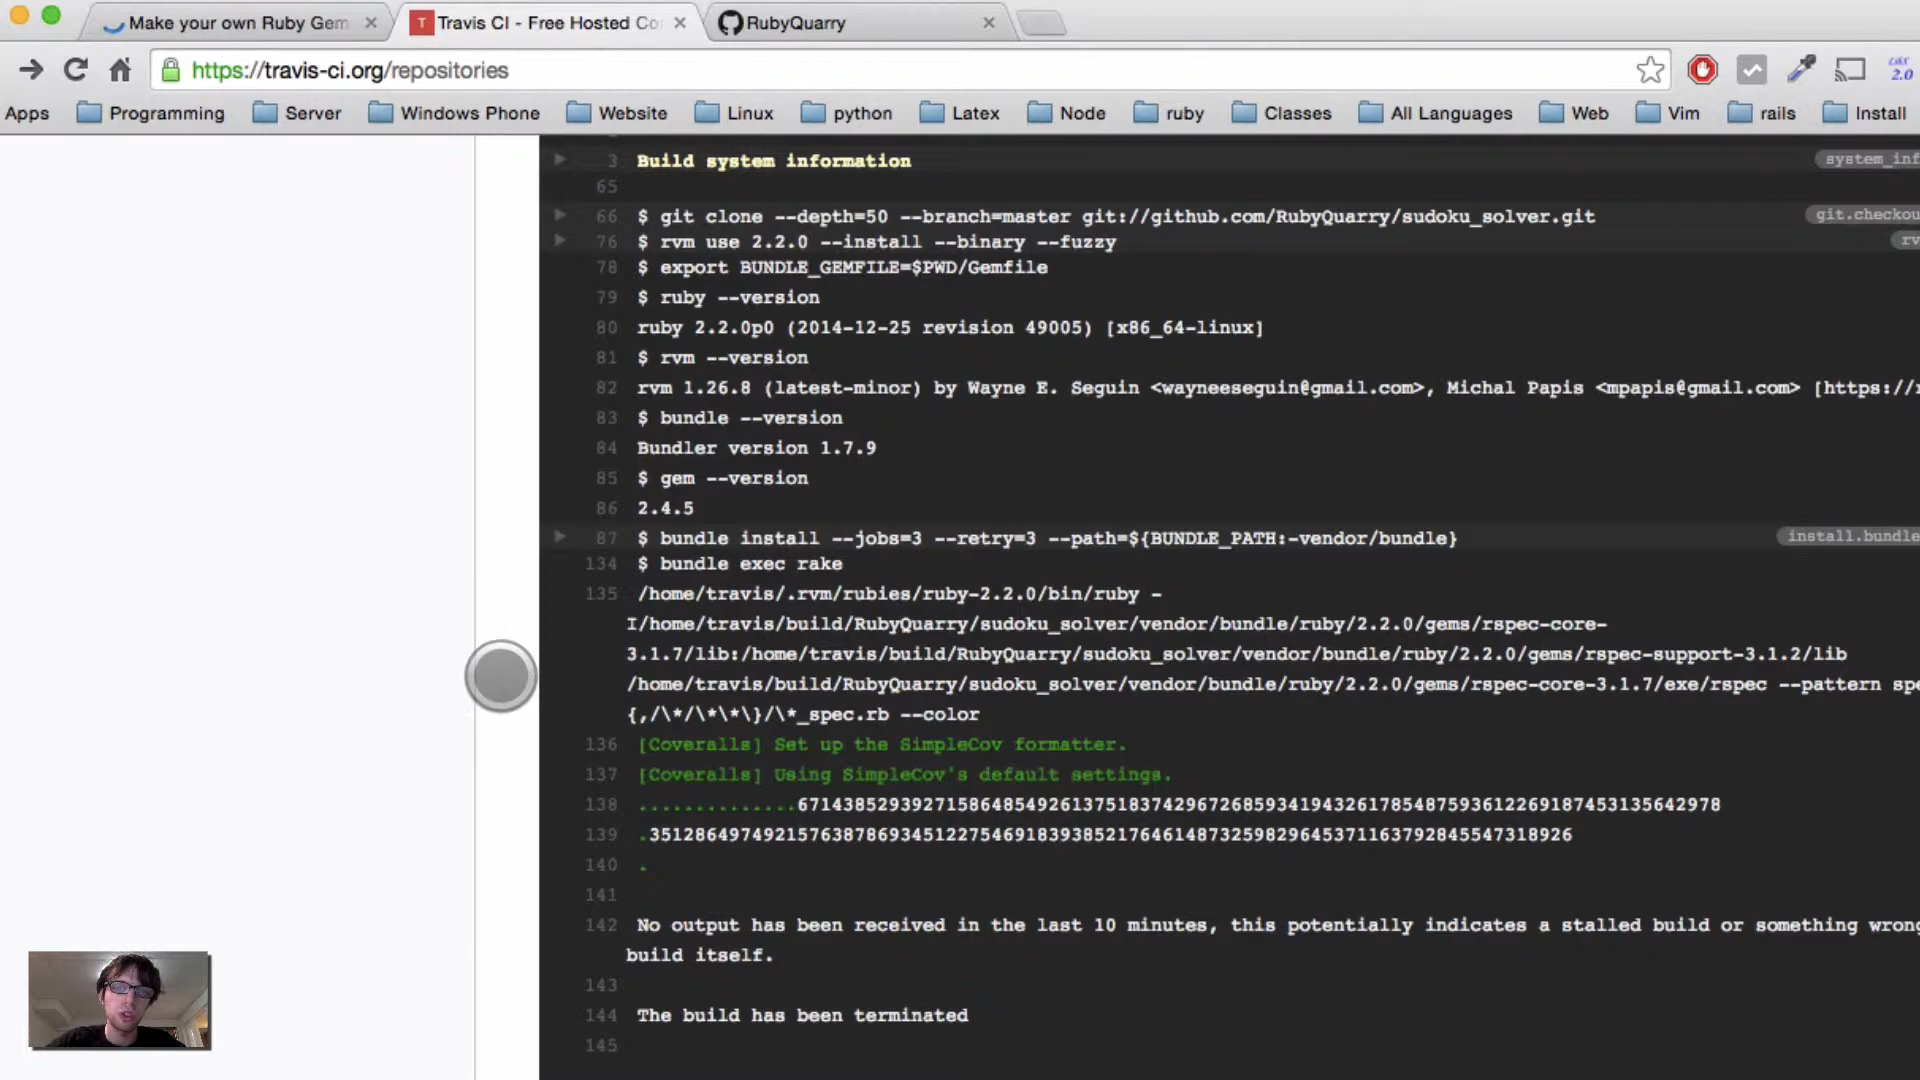 Make your own Ruby Gem
Travis CI - Free Hosted Co
RubyQuarry
https://travis-ci.org/repositories
Apps Programming Server Windows Phone Website Linux python Latex Node ruby Classes All Languages Web Vim rails Install
2.0
3 Build system information system_inf
65
66 $ git clone --depth=50 --branch=master git://github.com/RubyQuarry/sudoku_solver.git git.checkou
76 $ rvm use 2.2.0 --install --binary --fuzzy rv
78 $ export BUNDLE_GEMFILE=$PWD/Gemfile
79 $ ruby --version
80 ruby 2.2.0p0 (2014-12-25 revision 49005) [x86_64-linux]
81 $ rvm --version
82 rvm 1.26.8 (latest-minor) by Wayne E. Seguin <wayneeseguin@gmail.com>, Michal Papis <mpapis@gmail.com> [https://r
83 $ bundle --version
84 Bundler version 1.7.9
85 $ gem --version
86 2.4.5
87 $ bundle install --jobs=3 --retry=3 --path=${BUNDLE_PATH:-vendor/bundle} install.bundle
134 $ bundle exec rake
135 /home/travis/.rvm/rubies/ruby-2.2.0/bin/ruby -
I/home/travis/build/RubyQuarry/sudoku_solver/vendor/bundle/ruby/2.2.0/gems/rspec-core-
3.1.7/lib:/home/travis/build/RubyQuarry/sudoku_solver/vendor/bundle/ruby/2.2.0/gems/rspec-support-3.1.2/lib
/home/travis/build/RubyQuarry/sudoku_solver/vendor/bundle/ruby/2.2.0/gems/rspec-core-3.1.7/exe/rspec --pattern spe
{,/\*/\*\*\}/\*_spec.rb --color
136 [Coveralls] Set up the SimpleCov formatter.
137 [Coveralls] Using SimpleCov's default settings.
138 ..............671438529392715864854926137518374296726859341943261785487593612269187453135642978
139 .351286497492157638786934512275469183938521764614873259829645371163792845547318926
140 .
141
142 No output has been received in the last 10 minutes, this potentially indicates a stalled build or something wrong
build itself.
143
144 The build has been terminated
145